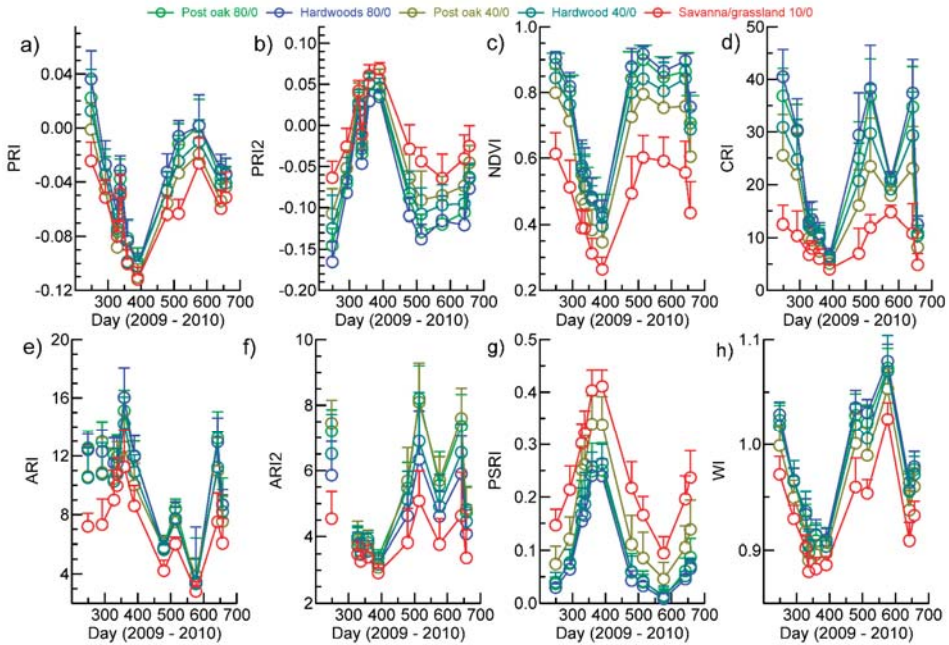 Post oak 80/0 Hardwoods 80/0 Post oak 40/0 Hardwood 40/0 Savanna/grassland 10/0
a) b) c) d)
PRI
0.04
0.00
-0.04
-0.08
-0.12
300 400 500 600 700
Day (2009 - 2010)
PRI2
0.10
0.05
0.00
-0.05
-0.10
-0.15
-0.20
300 400 500 600 700
Day (2009 - 2010)
NDVI
1.0
0.8
0.6
0.4
0.2
300 400 500 600 700
Day (2009 - 2010)
CRI
50
40
30
20
10
0
300 400 500 600 700
Day (2009 - 2010)
e) f) g) h)
ARI
20
16
12
8
4
300 400 500 600 700
Day (2009 - 2010)
ARI2
10
8
6
4
2
300 400 500 600 700
Day (2009 - 2010)
PSRI
0.5
0.4
0.3
0.2
0.1
0.0
300 400 500 600 700
Day (2009 - 2010)
WI
1.1
1.0
0.9
300 400 500 600 700
Day (2009 - 2010)